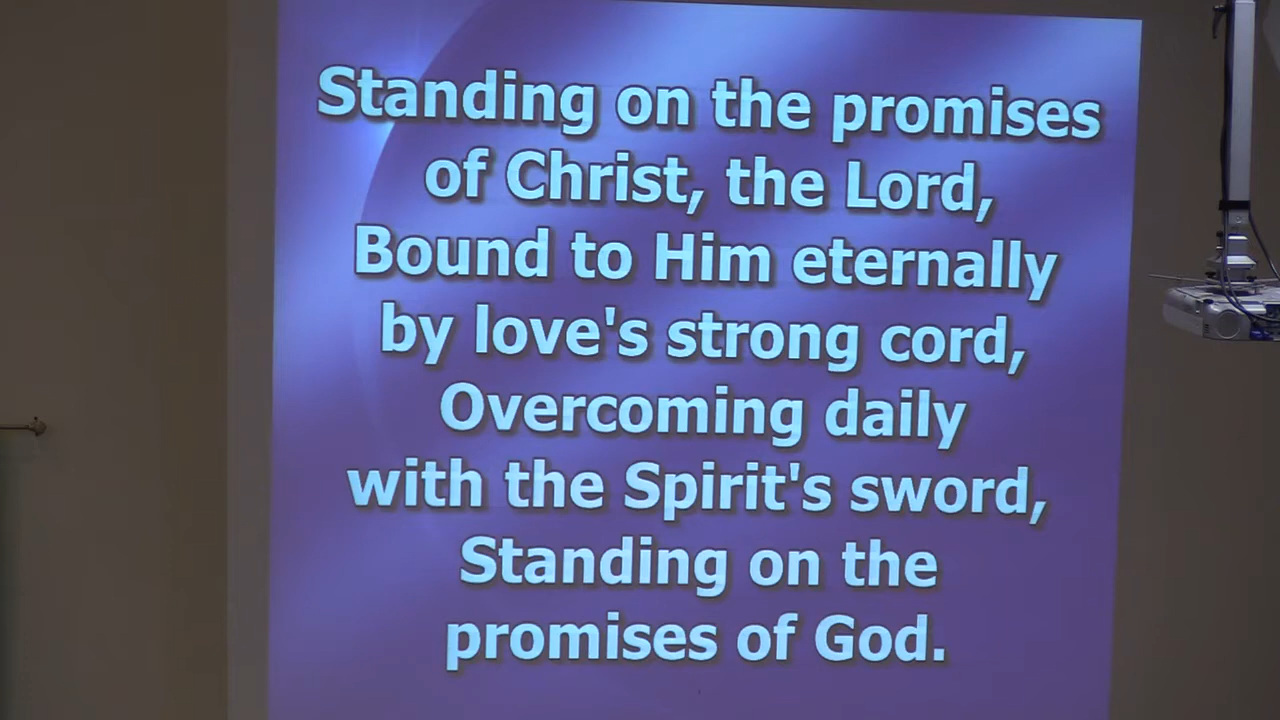 Standing on the promises
of Christ, the Lord,
Bound to Him eternally
by love's strong cord,
Overcoming daily
with the Spirit's sword,
Standing on the
promises of God.